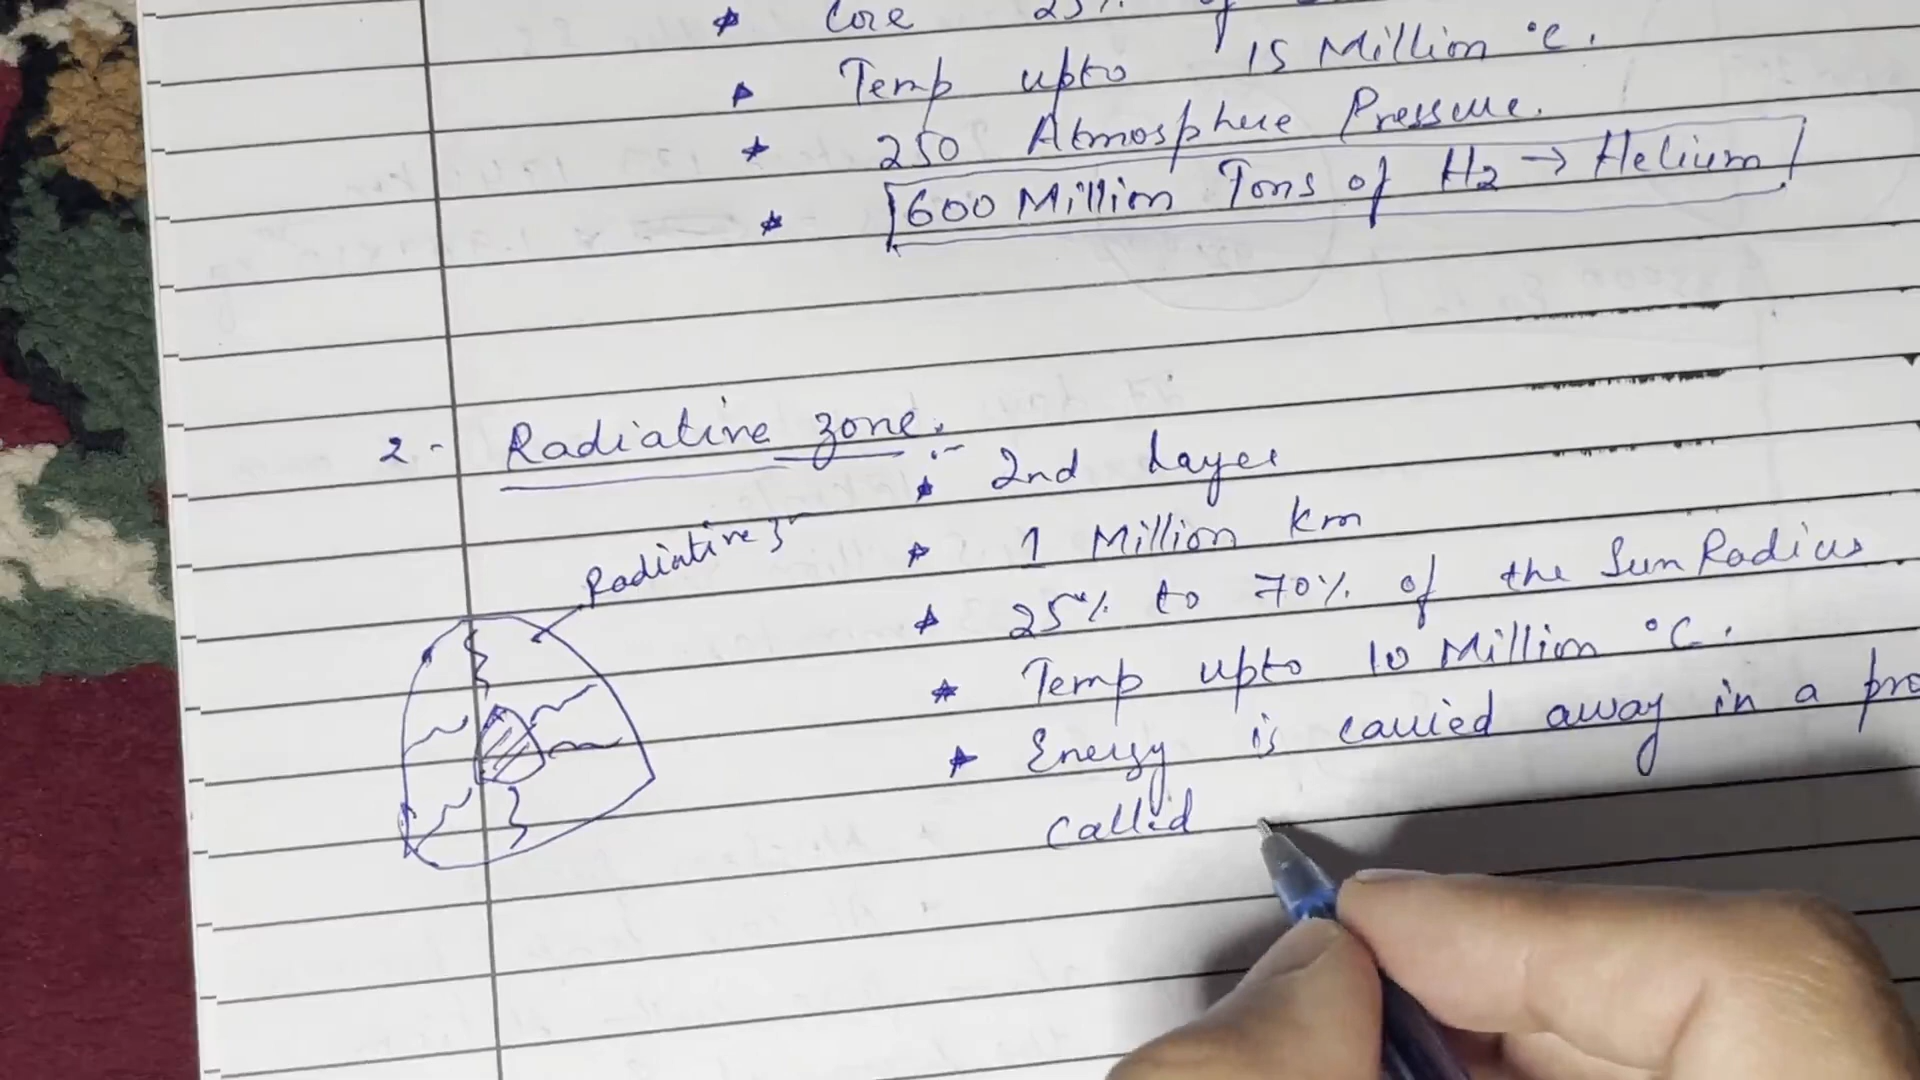 Core 25% of
Temp upto 15 Million °C.
250 Atmosphere Pressure.
600 Million Tons of H2 → Helium
2- Radiative zone :-
2nd Layer
Radiative z
1 Million km
25% to 70% of the Sun Radius
Temp upto 10 Million °C.
Energy is carried away in a pro
called